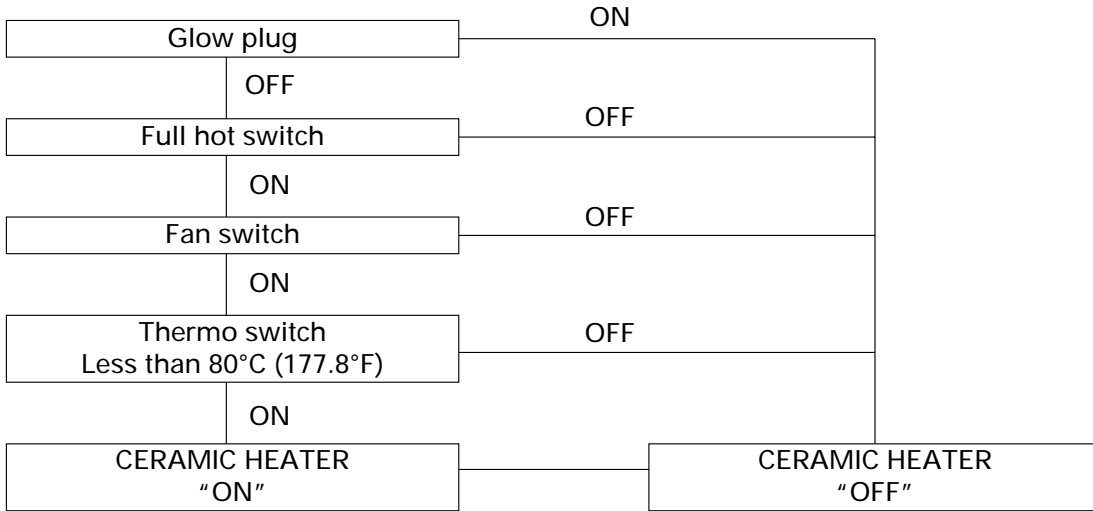 ON
Glow plug
OFF
OFF
Full hot switch
ON
OFF
Fan switch
ON
Thermo switch
OFF
Less than 80°C (177.8°F)
ON
CERAMIC HEATER
“ON”
CERAMIC HEATER
“OFF”